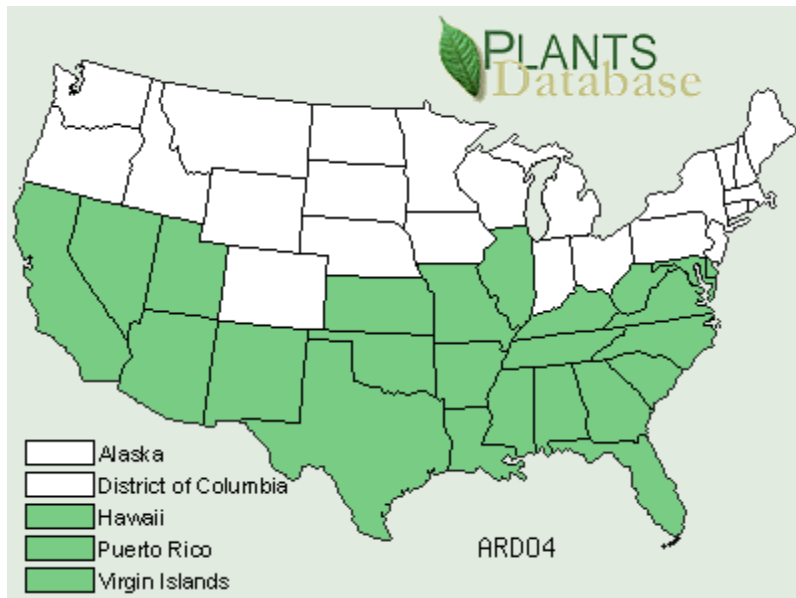 PLANTS
Database
Alaska
District of Columbia
Hawaii
Puerto Rico
Virgin Islands
ARDO4